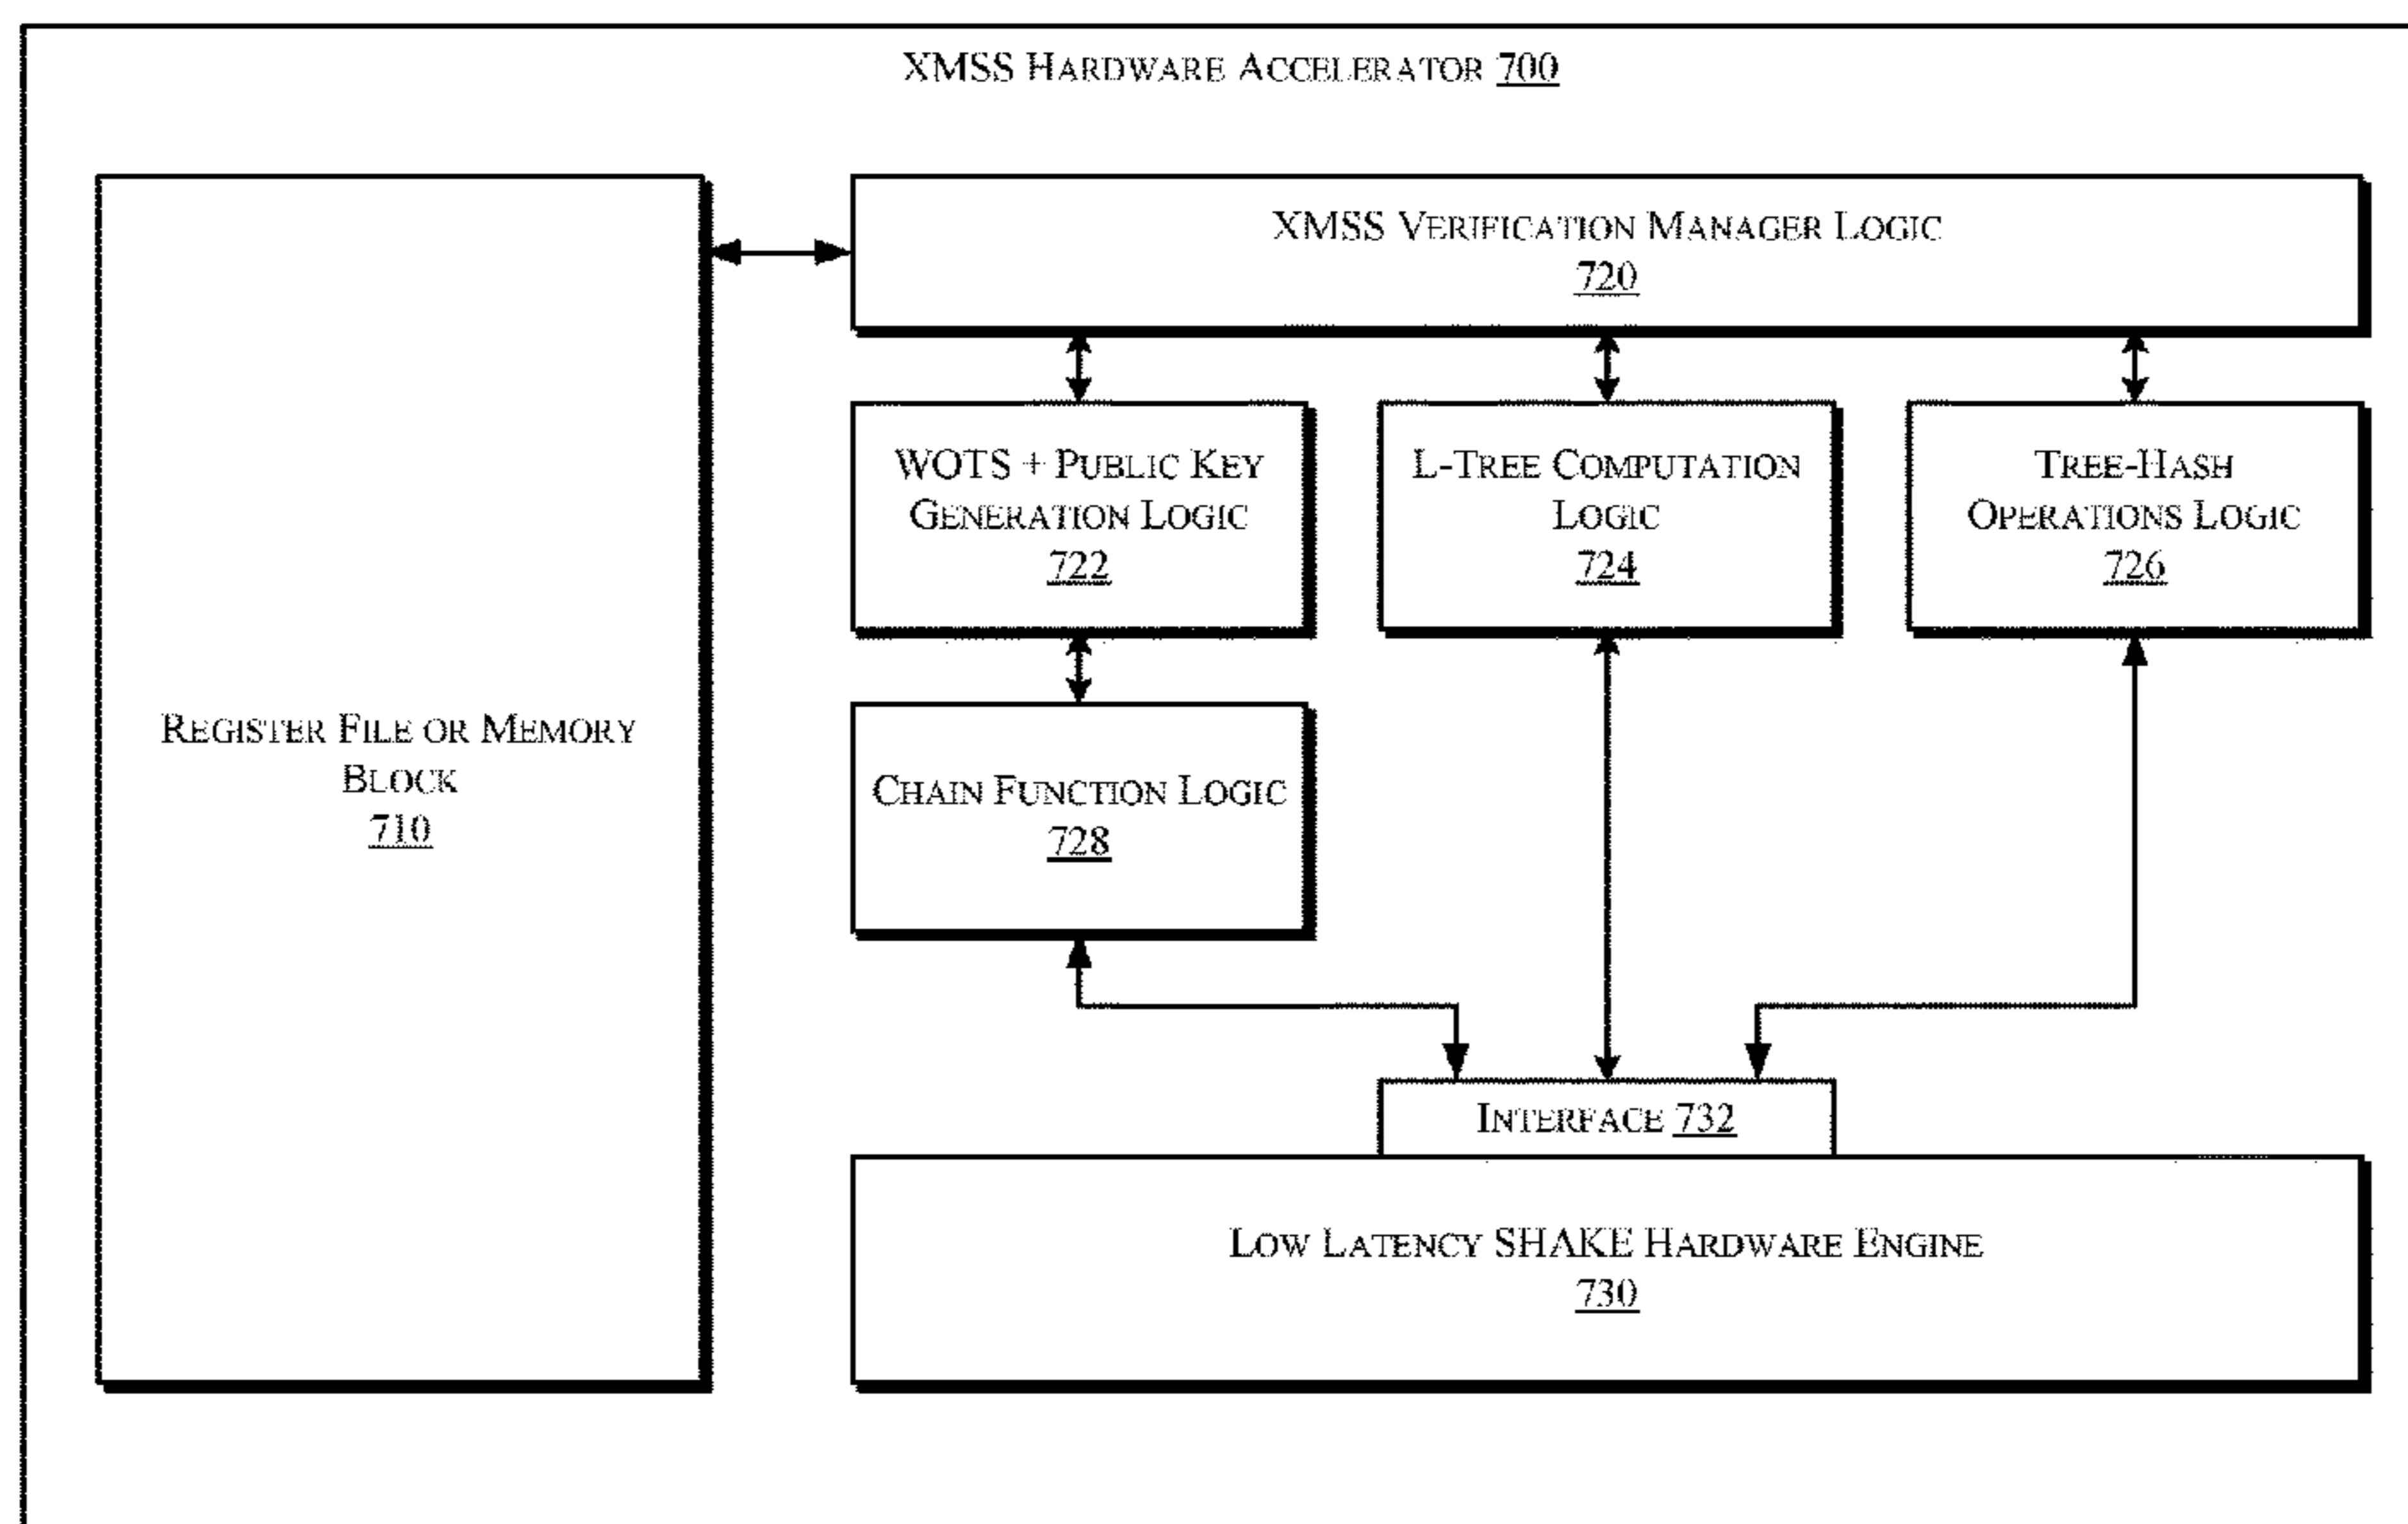 XMSS HARDWARE ACCELERATOR 700
XMSS VERIFICATION MANAGER LOGIC
720
WOTS + PUBLIC KEY
GENERATION LOGIC
722
L-TREE COMPUTATION
LOGIC
724
TREE-HASH
OPERATIONS LOGIC
726
REGISTER FILE OR MEMORY
BLOCK
710
CHAIN FUNCTION LOGIC
728
INTERFACE 732
LOW LATENCY SHAKE HARDWARE ENGINE
730